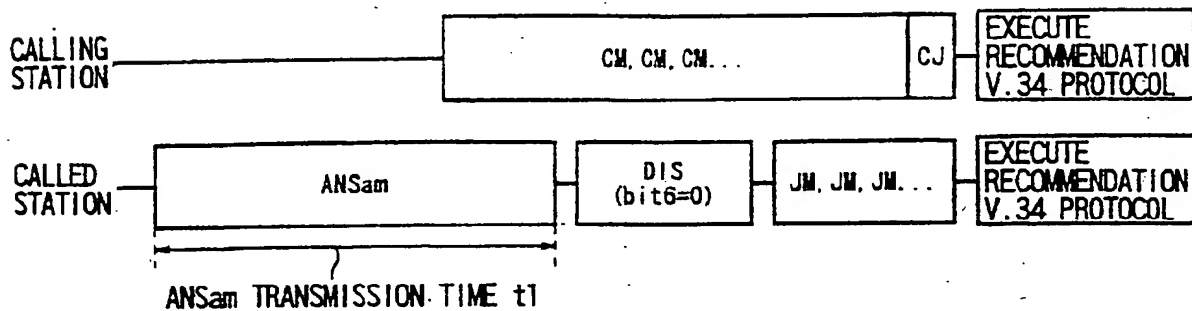 CALLING
STATION
CM, CM, CM...
CJ
EXECUTE
RECOMMENDATION
V.34 PROTOCOL
CALLED
STATION
ANSam
DIS
(bit6=0)
JM, JM, JM...
EXECUTE
RECOMMENDATION
V.34 PROTOCOL
ANSam TRANSMISSION TIME t1